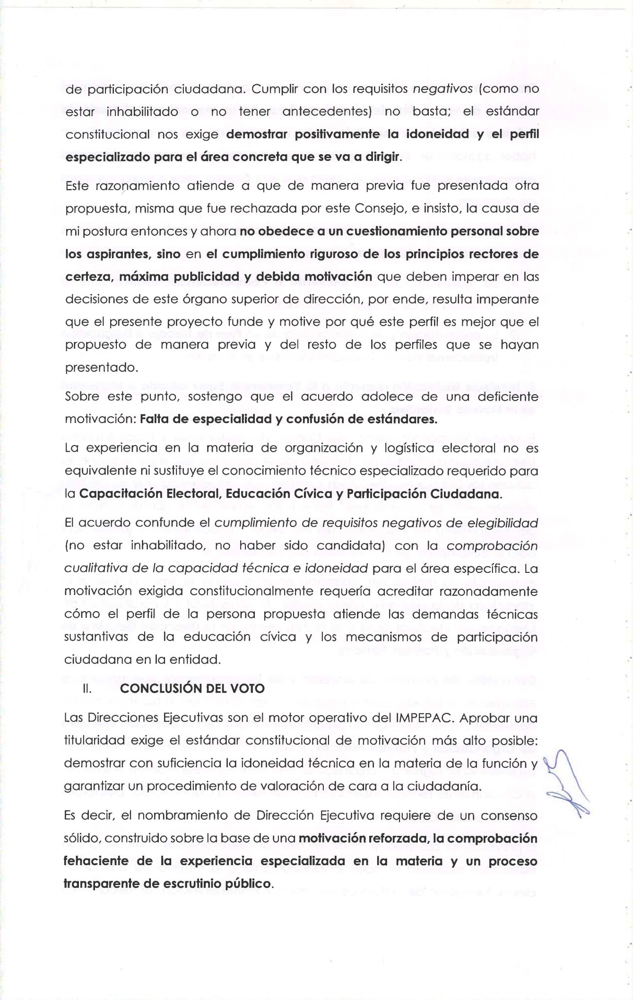 de participación ciudadana. Cumplir con los requisitos negativos (como no
estar inhabilitado o no tener antecedentes) no basta; el estándar
constitucional nos exige demostrar positivamente la idoneidad y el perfil
especializado para el área concreta que se va a dirigir.
Este razonamiento atiende a que de manera previa fue presentada otra
propuesta, misma que fue rechazada por este Consejo, e insisto, la causa de
mi postura entonces y ahora no obedece a un cuestionamiento personal sobre
los aspirantes, sino en el cumplimiento riguroso de los principios rectores de
certeza, máxima publicidad y debida motivación que deben imperar en las
decisiones de este órgano superior de dirección, por ende, resulta imperante
que el presente proyecto funde y motive por qué este perfil es mejor que el
propuesto de manera previa y del resto de los perfiles que se hayan
presentado.
Sobre este punto, sostengo que el acuerdo adolece de una deficiente
motivación: Falta de especialidad y confusión de estándares.
La experiencia en la materia de organización y logística electoral no es
equivalente ni sustituye el conocimiento técnico especializado requerido para
la Capacitación Electoral, Educación Cívica y Participación Ciudadana.
El acuerdo confunde el cumplimiento de requisitos negativos de elegibilidad
(no estar inhabilitado, no haber sido candidata) con la comprobación
cualitativa de la capacidad técnica e idoneidad para el área específica. La
motivación exigida constitucionalmente requería acreditar razonadamente
cómo el perfil de la persona propuesta atiende las demandas técnicas
sustantivas de la educación cívica y los mecanismos de participación
ciudadana en la entidad.
II. CONCLUSIÓN DEL VOTO
Las Direcciones Ejecutivas son el motor operativo del IMPEPAC. Aprobar una
titularidad exige el estándar constitucional de motivación más alto posible:
demostrar con suficiencia la idoneidad técnica en la materia de la función y
garantizar un procedimiento de valoración de cara a la ciudadanía.
Es decir, el nombramiento de Dirección Ejecutiva requiere de un consenso
sólido, construido sobre la base de una motivación reforzada, la comprobación
fehaciente de la experiencia especializada en la materia y un proceso
transparente de escrutinio público.